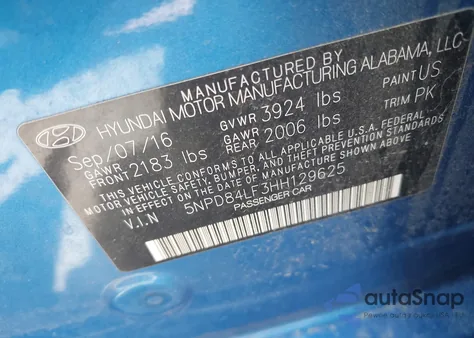 MANUFACTURED BY
HYUNDAI MOTOR MANUFACTURING ALABAMA, LLC
Sep/07/16 GVWR 3924 lbs PAINT US
GAWR FRONT 2183 lbs GAWR REAR 2006 lbs TRIM PK
THIS VEHICLE CONFORMS TO ALL APPLICABLE U.S.A. FEDERAL
MOTOR VEHICLE SAFETY, BUMPER, AND THEFT PREVENTION STANDARDS IN
EFFECT ON THE DATE OF MANUFACTURE SHOWN ABOVE.
V.I.N 5NPD84LF3HH129625
PASSENGER CAR
autoSnap